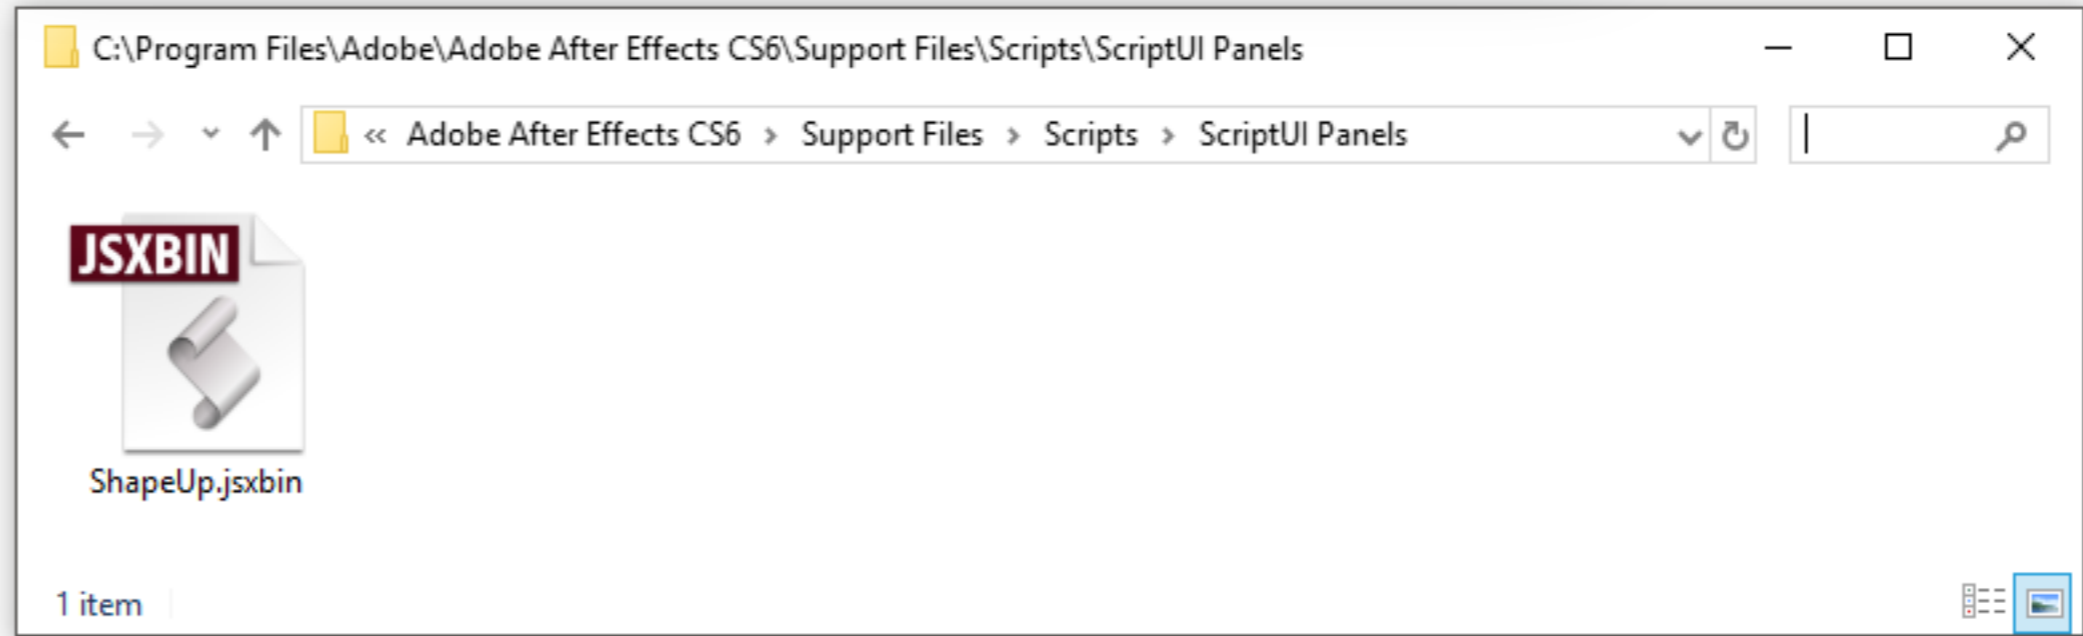 C:\Program Files\Adobe\Adobe After Effects CS6\Support Files\Scripts\ScriptUI Panels
« Adobe After Effects CS6 › Support Files › Scripts › ScriptUI Panels
JSXBIN
ShapeUp.jsxbin
1 item